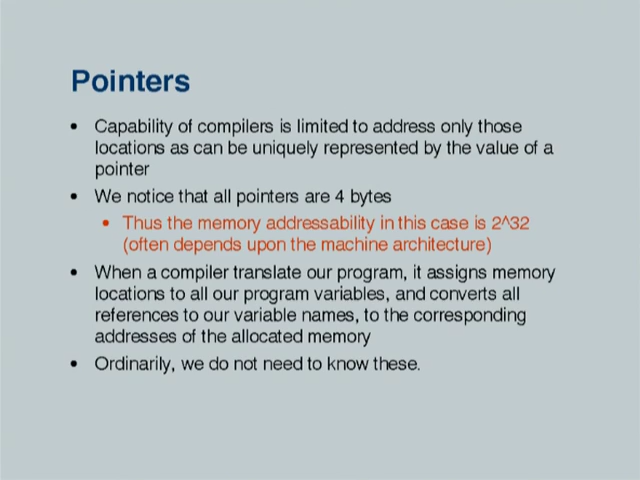 Pointers
• Capability of compilers is limited to address only those
locations as can be uniquely represented by the value of a
pointer
• We notice that all pointers are 4 bytes
• Thus the memory addressability in this case is 2^32
(often depends upon the machine architecture)
• When a compiler translate our program, it assigns memory
locations to all our program variables, and converts all
references to our variable names, to the corresponding
addresses of the allocated memory
• Ordinarily, we do not need to know these.